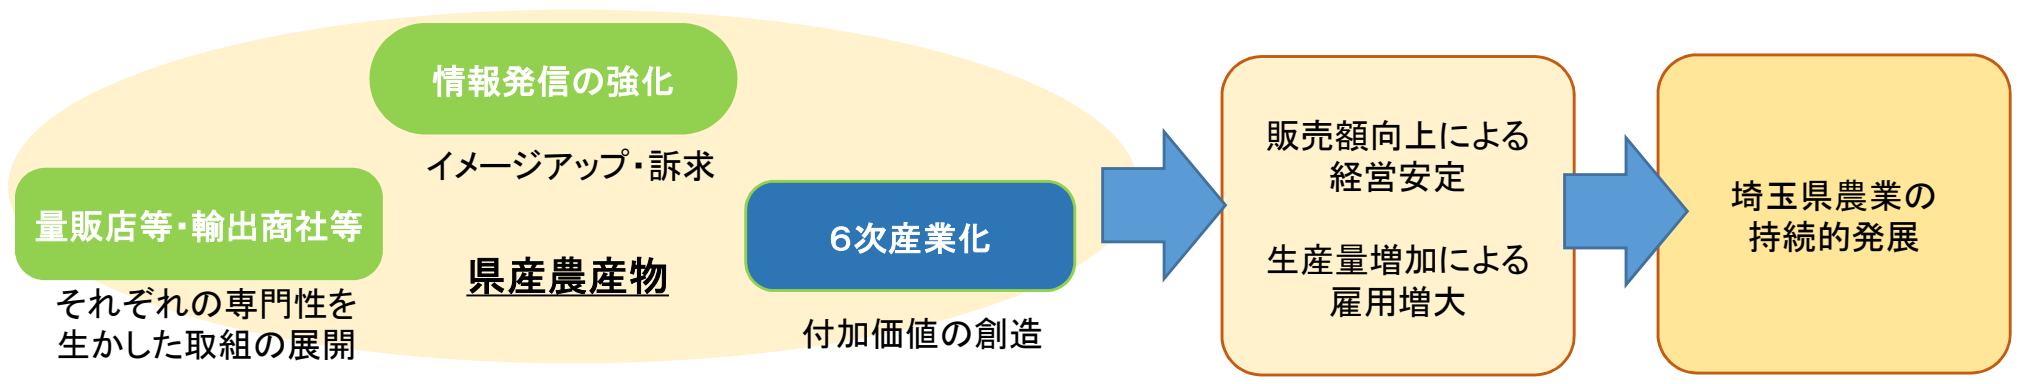 情報発信の強化
イメージアップ・訴求
量販店等・輸出商社等
それぞれの専門性を
生かした取組の展開
県産農産物
６次産業化
付加価値の創造
販売額向上による
経営安定
生産量増加による
雇用増大
埼玉県農業の
持続的発展